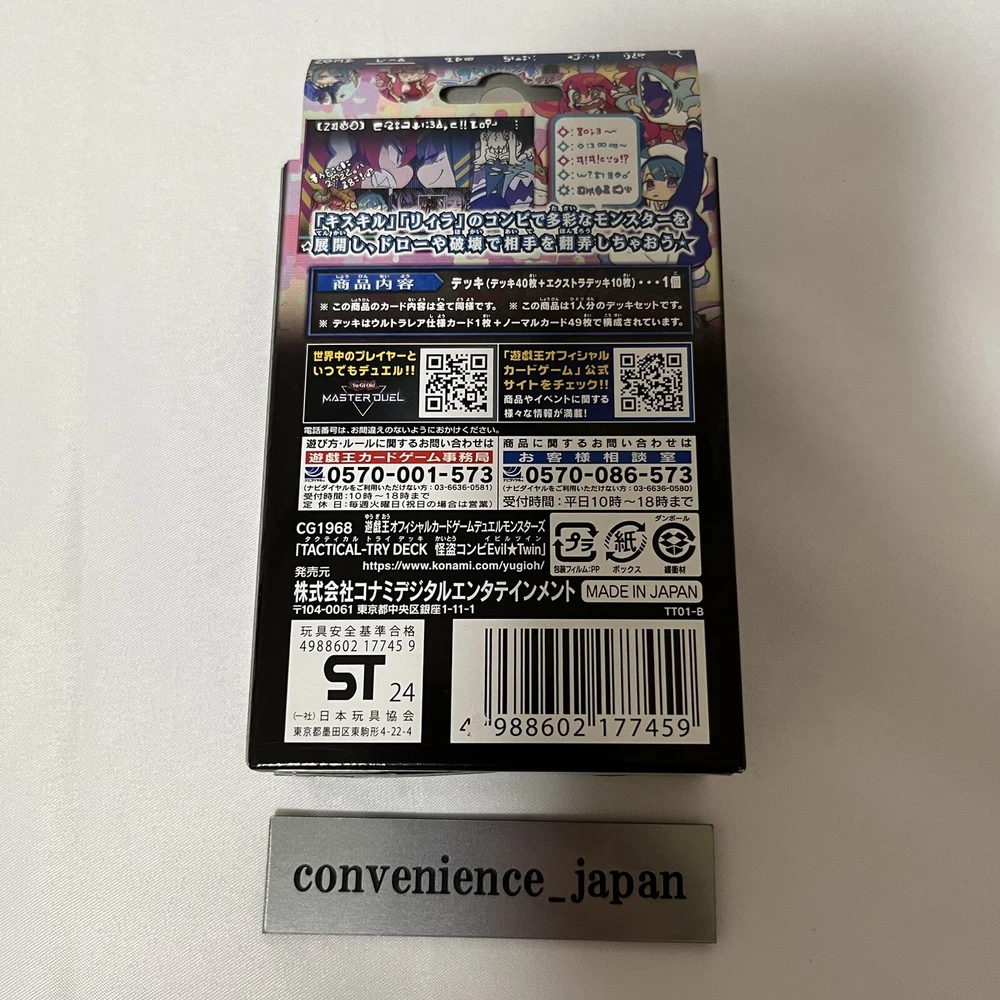 「キスキル」「リィラ」のコンビで多彩なモンスターを
展開し、ドローや破壊で相手を翻弄しちゃおう☆
商品内容 デッキ(デッキ40枚+エクストラデッキ10枚)・・・1個
※ この商品のカード内容は全て同様です。 ※ この商品は1人分のデッキセットです。
※ デッキはウルトラレア仕様カード1枚+ノーマルカード49枚で構成されています。
世界中のプレイヤーと
いつでもデュエル!!
Yu-Gi-Oh!
MASTER DUEL
「遊戯王オフィシャル
カードゲーム」公式
サイトをチェック!!
商品やイベントに関する
様々な情報が満載!
電話番号は、お間違えのないようにおかけください。
遊び方・ルールに関するお問い合わせは
遊戯王カードゲーム事務局
0570-001-573
(ナビダイヤルをご利用いただけない方:03-6636-0581)
受付時間:10時〜18時まで
定休日:毎週火曜日(祝日の場合は営業)
商品に関するお問い合わせは
お客様相談室
0570-086-573
(ナビダイヤルをご利用いただけない方:03-6636-0580)
受付時間:平日10時〜18時まで
CG1968 遊戯王オフィシャルカードゲームデュエルモンスターズ
「TACTICAL-TRY DECK 怪盗コンビEvil★Twin」
https://www.konami.com/yugioh/
プラ
包装フィルム:PP
紙
ボックス
ダンボール
緩衝材
発売元
株式会社コナミデジタルエンタテインメント
MADE IN JAPAN
〒104-0061 東京都中央区銀座1-11-1
TT01-B
玩具安全基準合格
4988602 17745 9
ST 24
(一社)日本玩具協会
東京都墨田区東駒形4-22-4
4 988602 177459
convenience_japan